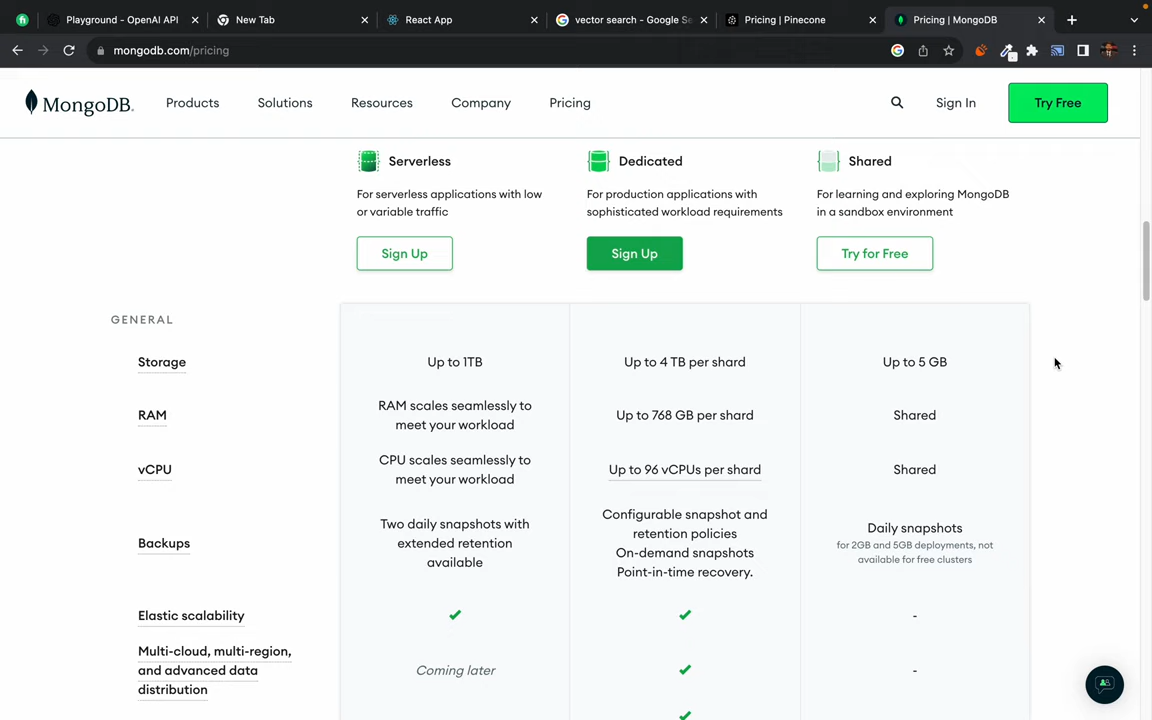 Playground - OpenAI API
New Tab
React App
vector search - Google Se
Pricing | Pinecone
Pricing | MongoDB
mongodb.com/pricing
MongoDB.
Products
Solutions
Resources
Company
Pricing
Sign In
Try Free
Serverless
Dedicated
Shared
For serverless applications with low
or variable traffic
For production applications with
sophisticated workload requirements
For learning and exploring MongoDB
in a sandbox environment
Sign Up
Sign Up
Try for Free
GENERAL
Storage
Up to 1TB
Up to 4 TB per shard
Up to 5 GB
RAM
RAM scales seamlessly to
meet your workload
Up to 768 GB per shard
Shared
vCPU
CPU scales seamlessly to
meet your workload
Up to 96 vCPUs per shard
Shared
Backups
Two daily snapshots with
extended retention
available
Configurable snapshot and
retention policies
On-demand snapshots
Point-in-time recovery.
Daily snapshots
for 2GB and 5GB deployments, not
available for free clusters
Elastic scalability
-
Multi-cloud, multi-region,
and advanced data
distribution
Coming later
-